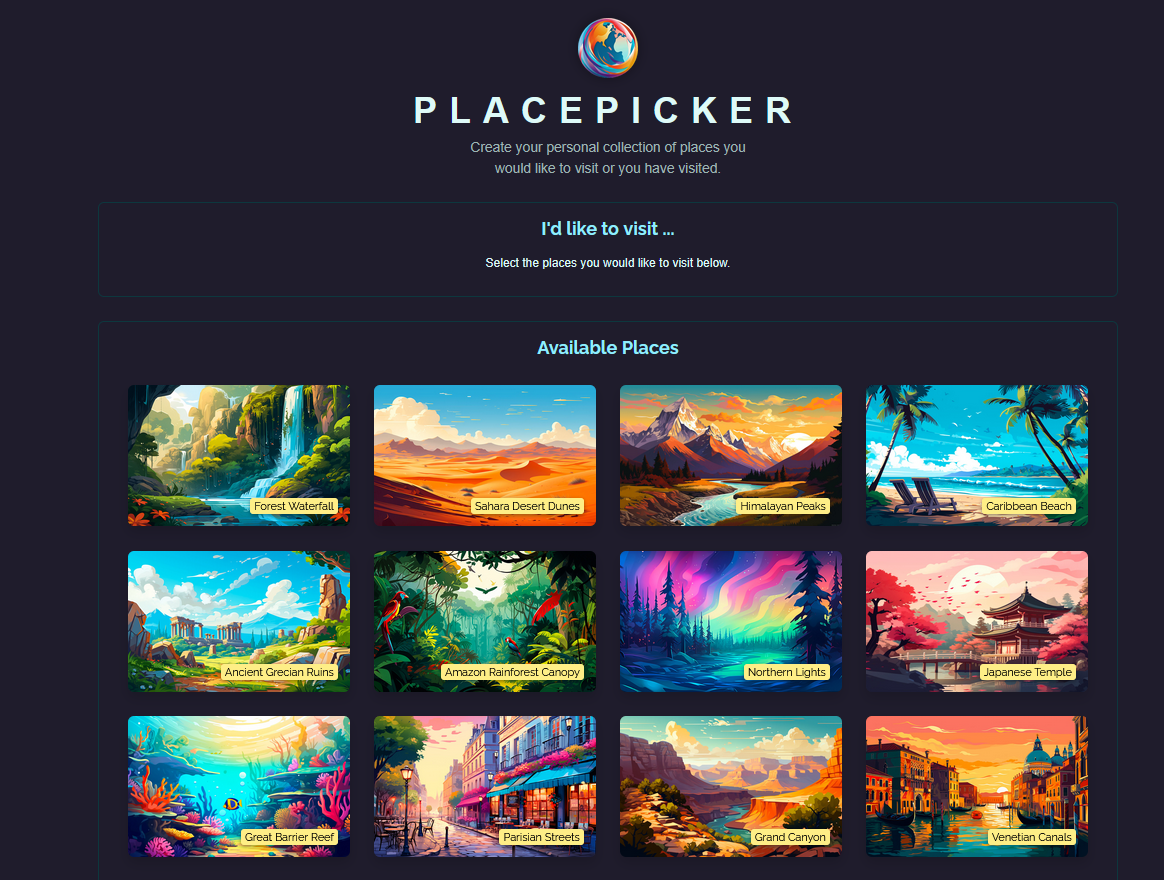 PLACEPICKER
Create your personal collection of places you
would like to visit or you have visited.
I'd like to visit ...
Select the places you would like to visit below.
Available Places
Forest Waterfall
Sahara Desert Dunes
Himalayan Peaks
Caribbean Beach
Ancient Grecian Ruins
Amazon Rainforest Canopy
Northern Lights
Japanese Temple
Great Barrier Reef
Parisian Streets
Grand Canyon
Venetian Canals